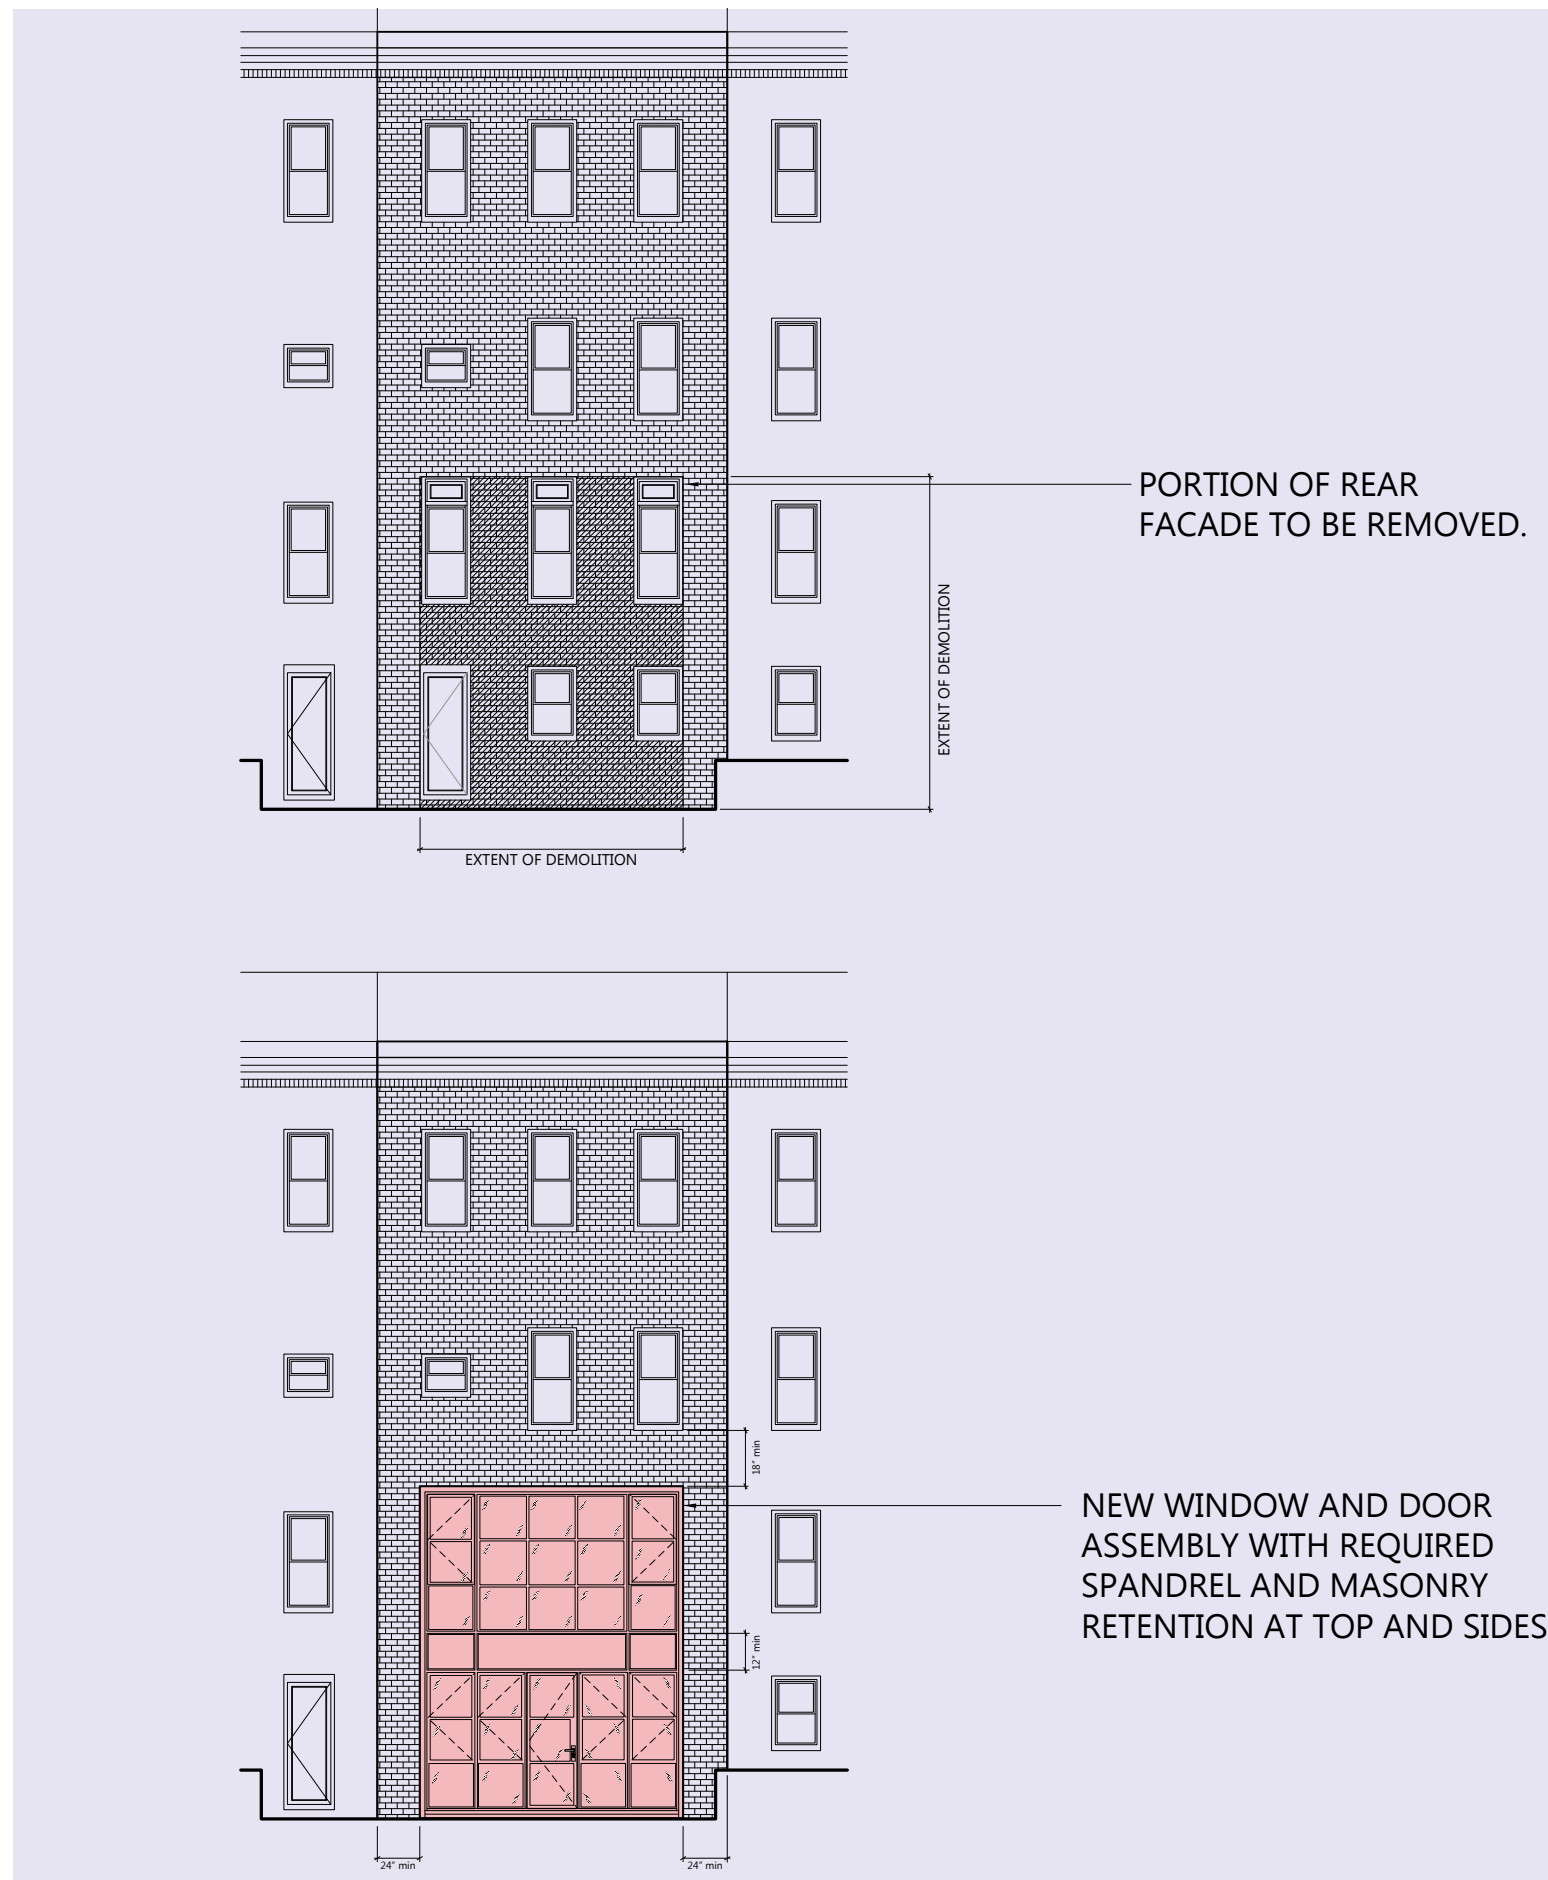 PORTION OF REAR
FACADE TO BE REMOVED.
EXTENT OF DEMOLITION
EXTENT OF DEMOLITION
18" min
NEW WINDOW AND DOOR
ASSEMBLY WITH REQUIRED
SPANDREL AND MASONRY
RETENTION AT TOP AND SIDES
12" min
24" min
24" min